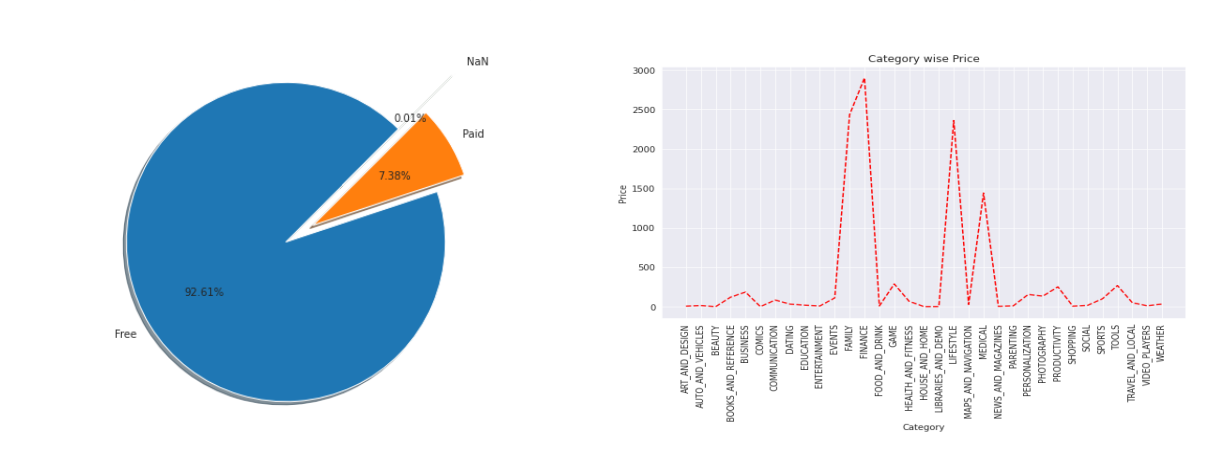 NaN
0.01%
Paid
7.38%
92.61%
Free
Category wise Price
3000
2500
2000
1500
1000
500
0
Price
ART_AND_DESIGN
AUTO_AND_VEHICLES
BEAUTY
BOOKS_AND_REFERENCE
BUSINESS
COMICS
COMMUNICATION
DATING
EDUCATION
ENTERTAINMENT
EVENTS
FAMILY
FINANCE
FOOD_AND_DRINK
GAME
HEALTH_AND_FITNESS
HOUSE_AND_HOME
LIBRARIES_AND_DEMO
LIFESTYLE
MAPS_AND_NAVIGATION
MEDICAL
NEWS_AND_MAGAZINES
PARENTING
PERSONALIZATION
PHOTOGRAPHY
PRODUCTIVITY
SHOPPING
SOCIAL
SPORTS
TOOLS
TRAVEL_AND_LOCAL
VIDEO_PLAYERS
WEATHER
Category